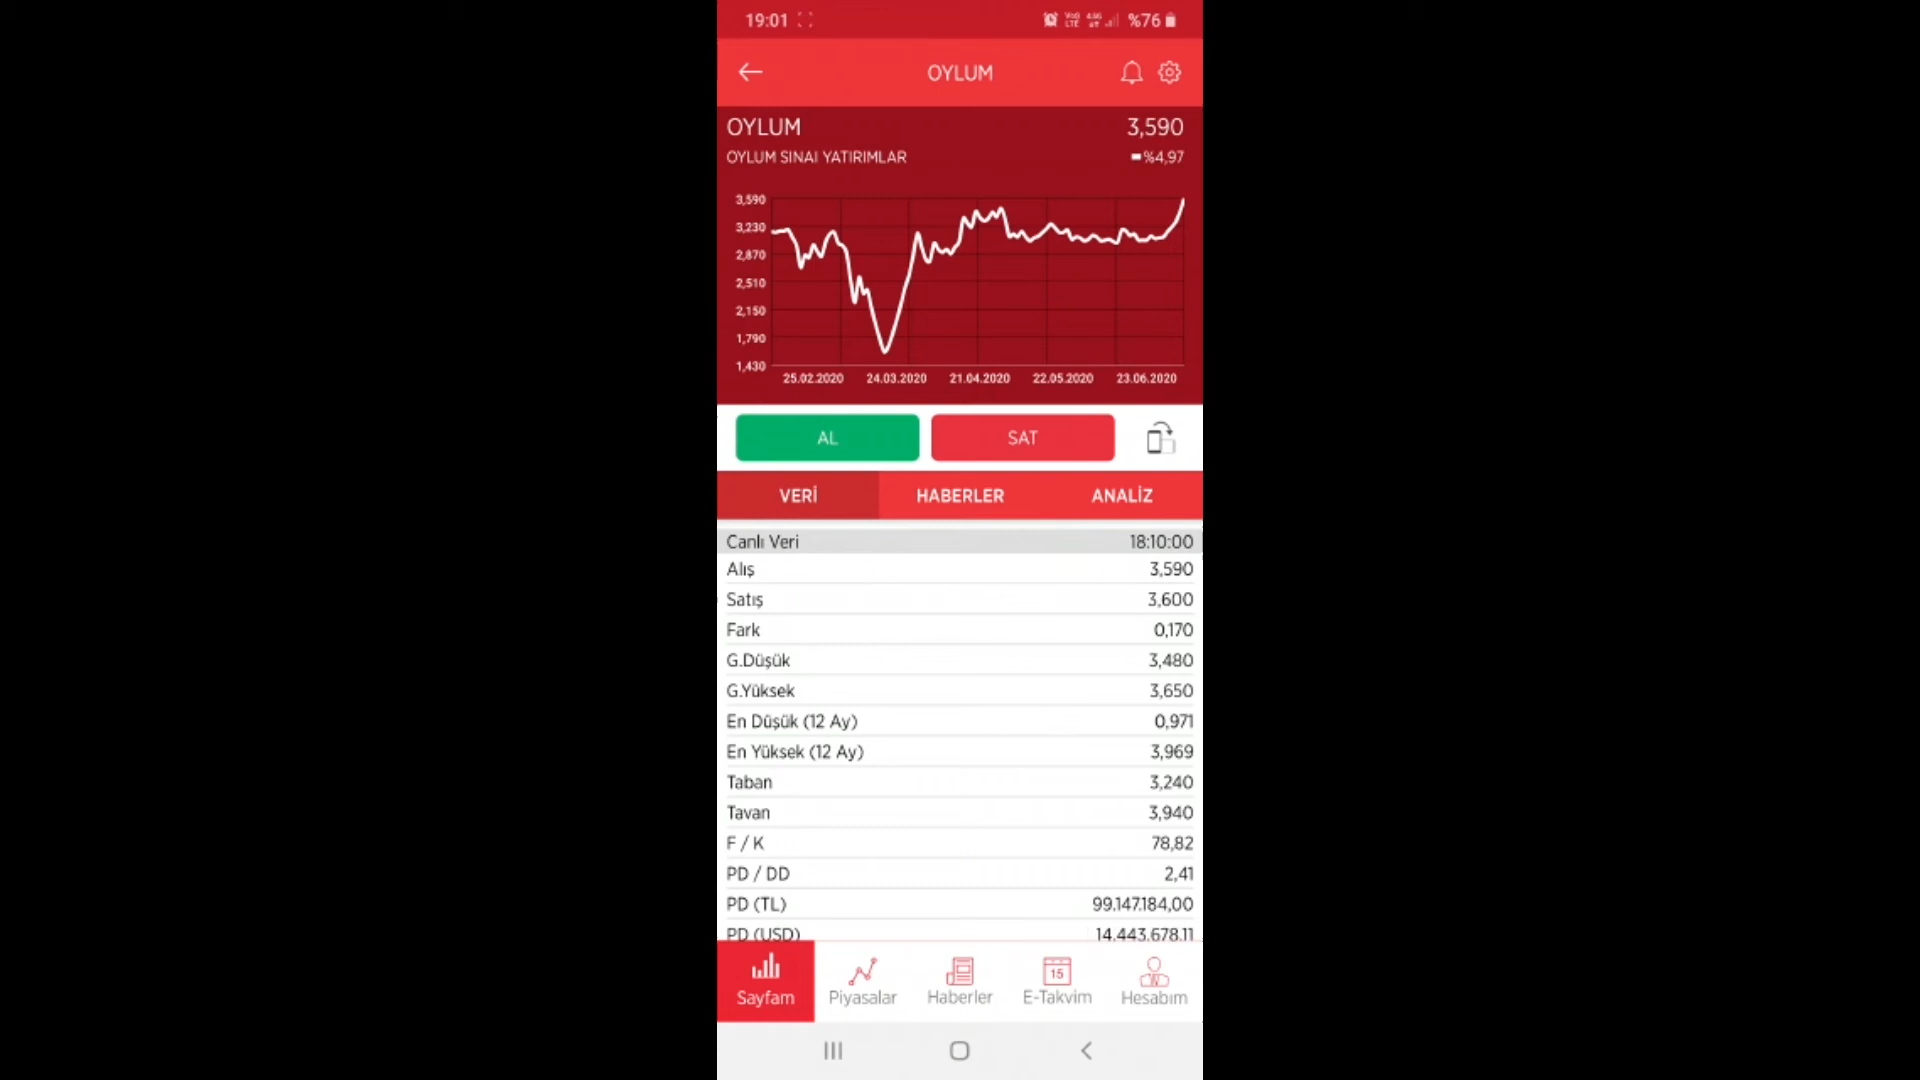 19:01 %76
OYLUM
OYLUM 3,590
OYLUM SINAI YATIRIMLAR %4,97
3,590
3,230
2,870
2,510
2,150
1,790
1,430
25.02.2020 24.03.2020 21.04.2020 22.05.2020 23.06.2020
AL SAT
VERİ HABERLER ANALİZ
Canlı Veri 18:10:00
Alış 3,590
Satış 3,600
Fark 0,170
G.Düşük 3,480
G.Yüksek 3,650
En Düşük (12 Ay) 0,971
En Yüksek (12 Ay) 3,969
Taban 3,240
Tavan 3,940
F / K 78,82
PD / DD 2,41
PD (TL) 99.147.184,00
PD (USD) 14.443.678,11
15
Sayfam Piyasalar Haberler E-Takvim Hesabım